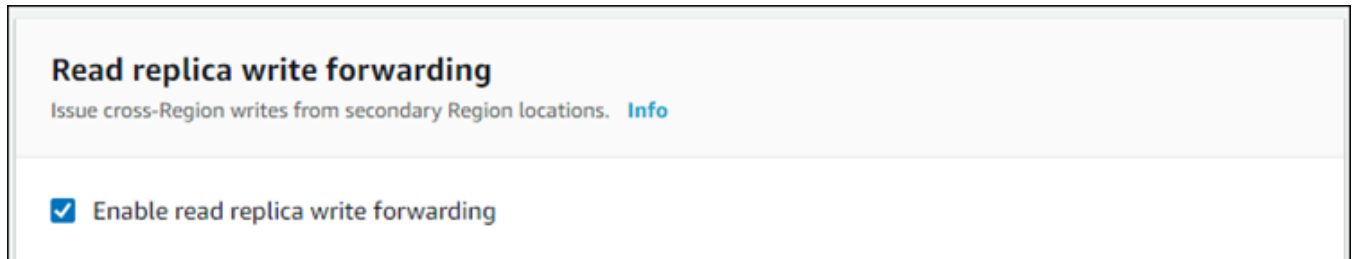 Read replica write forwarding
Issue cross-Region writes from secondary Region locations. Info
Enable read replica write forwarding